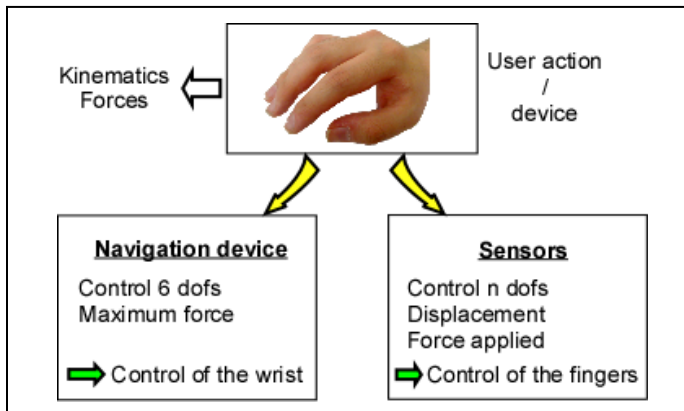 Kinematics
Forces
User action
/
device
Navigation device
Control 6 dofs
Maximum force
Control of the wrist
Sensors
Control n dofs
Displacement
Force applied
Control of the fingers